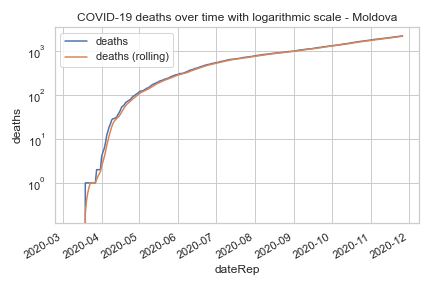 COVID-19 deaths over time with logarithmic scale - Moldova
deaths
deaths (rolling)
10³
10²
10¹
10⁰
deaths
2020-03
2020-04
2020-05
2020-06
2020-07
2020-08
2020-09
2020-10
2020-11
2020-12
dateRep